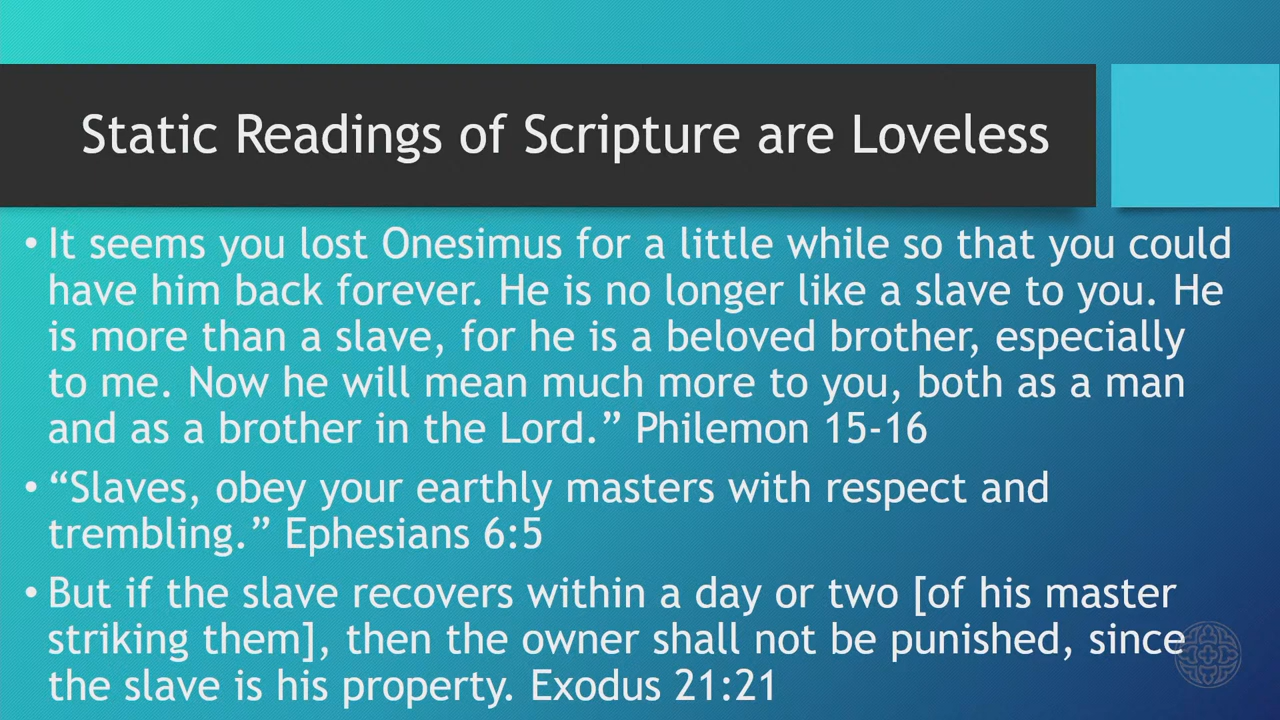 Static Readings of Scripture are Loveless
• It seems you lost Onesimus for a little while so that you could
have him back forever. He is no longer like a slave to you. He
is more than a slave, for he is a beloved brother, especially
to me. Now he will mean much more to you, both as a man
and as a brother in the Lord.” Philemon 15-16
• “Slaves, obey your earthly masters with respect and
trembling.” Ephesians 6:5
• But if the slave recovers within a day or two [of his master
striking them], then the owner shall not be punished, since
the slave is his property. Exodus 21:21